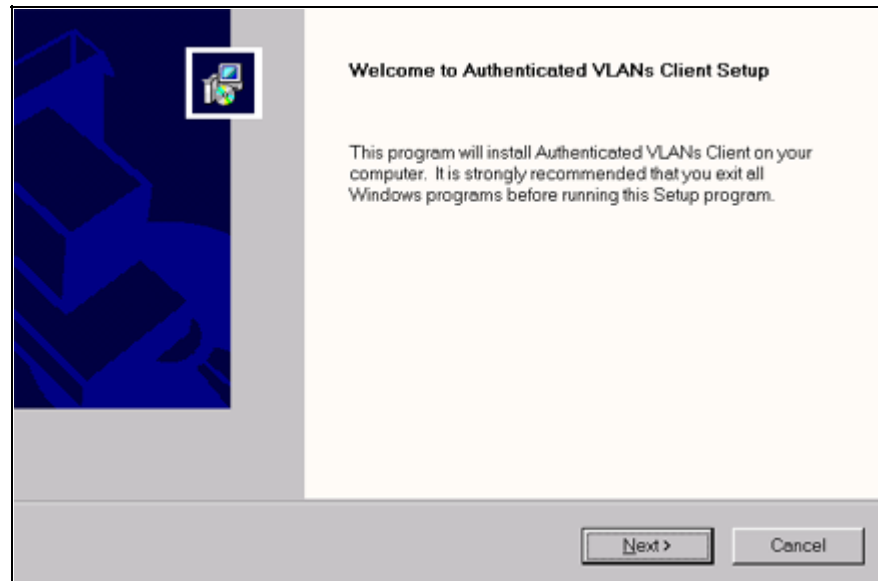 Welcome to Authenticated VLANs Client Setup
This program will install Authenticated VLANs Client on your
computer. It is strongly recommended that you exit all
Windows programs before running this Setup program.
Next >
Cancel